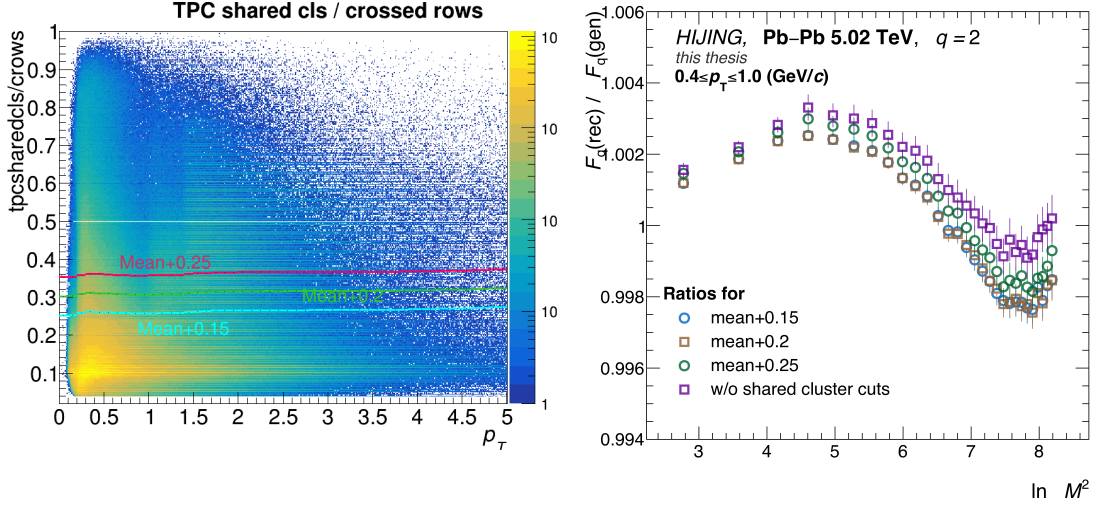 TPC shared cls / crossed rows
tpcsharedcls/crows
1
0.9
0.8
0.7
0.6
0.5
0.4
0.3
0.2
0.1
Mean+0.25
Mean+0.2
Mean+0.15
0 0.5 1 1.5 2 2.5 3 3.5 4 4.5 5
p_T
10
10
10
10
1
F_q(rec) / F_q(gen)
1.006
1.004
1.002
1
0.998
0.996
0.994
HIJING, Pb–Pb 5.02 TeV, q = 2
this thesis
0.4≤p_T≤1.0 (GeV/c)
Ratios for
mean+0.15
mean+0.2
mean+0.25
w/o shared cluster cuts
3 4 5 6 7 8
ln M²